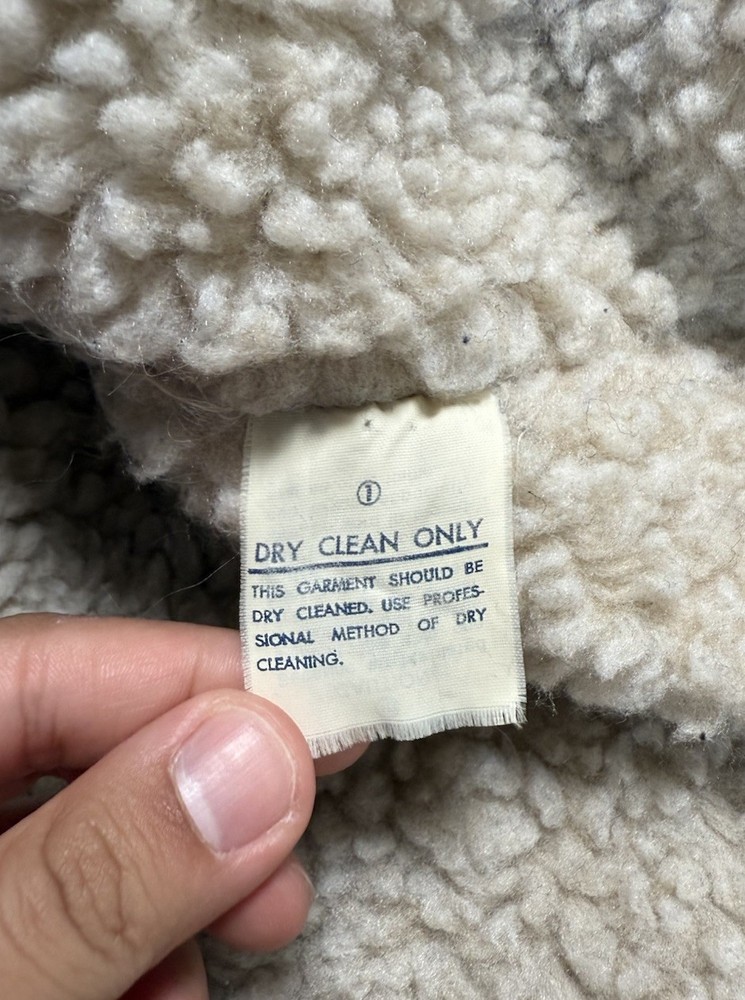 ①
DRY CLEAN ONLY
THIS GARMENT SHOULD BE
DRY CLEANED. USE PROFES-
SIONAL METHOD OF DRY
CLEANING.